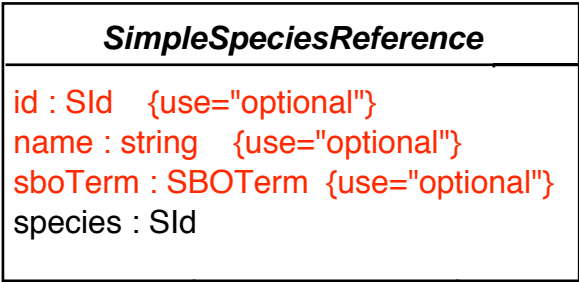 SimpleSpeciesReference
id : SId {use="optional"}
name : string {use="optional"}
sboTerm : SBOTerm {use="optional"}
species : SId